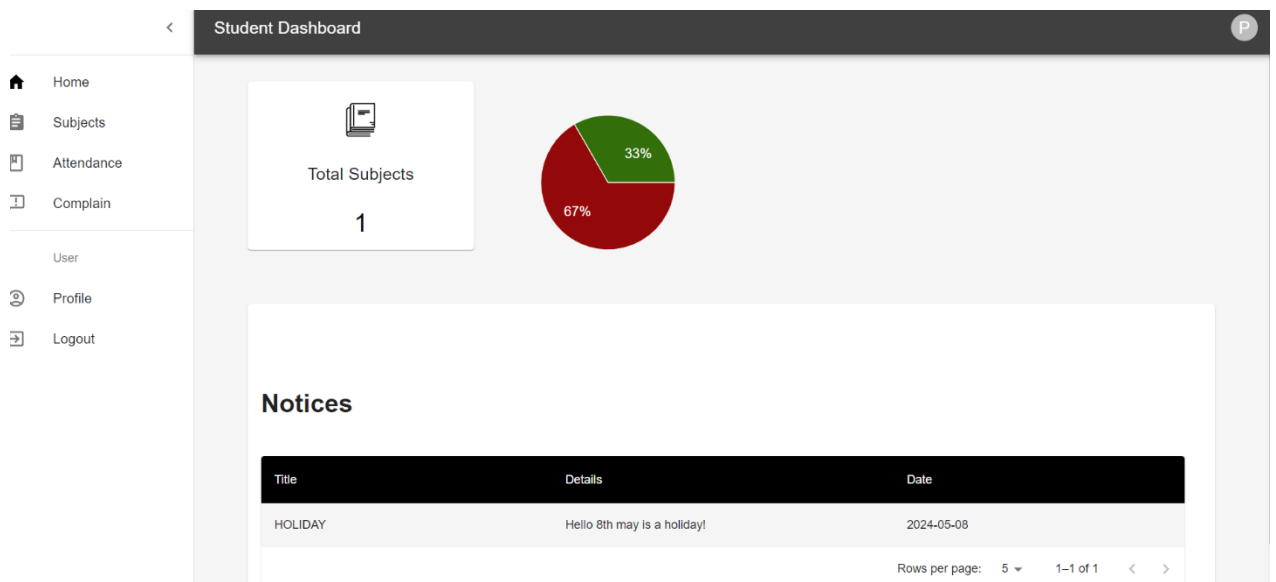 Student Dashboard
P
Home
Subjects
Attendance
Complain
User
Profile
Logout
Total Subjects
1
33%
67%
Notices
Title Details Date
HOLIDAY Hello 8th may is a holiday! 2024-05-08
Rows per page: 5 1–1 of 1